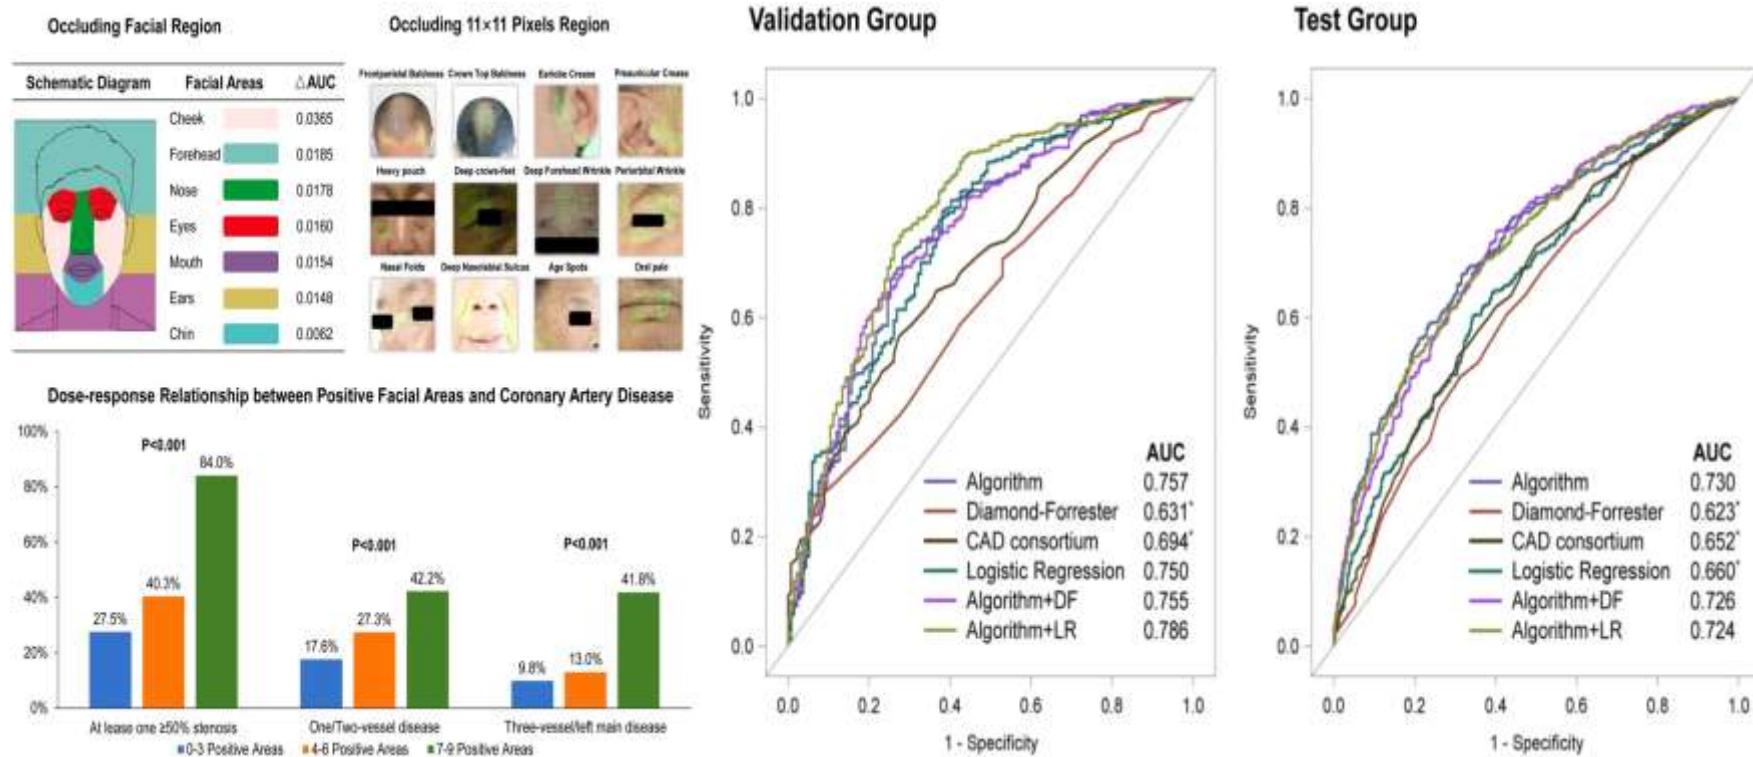 Occluding Facial Region
Schematic Diagram Facial Areas △AUC
Cheek 0.0365
Forehead 0.0185
Nose 0.0178
Eyes 0.0160
Mouth 0.0154
Ears 0.0148
Chin 0.0062
Occluding 11×11 Pixels Region
Frontparietal Baldness Crown Top Baldness Earlobe Crease Preauricular Crease
Heavy pouch Deep crows-feet Deep Forehead Wrinkle Periorbital Wrinkle
Nasal Folds Deep Nasolabial Sulcus Age Spots Oral pale
Dose-response Relationship between Positive Facial Areas and Coronary Artery Disease
100%
80%
60%
40%
20%
0%
P<0.001
27.5%
40.3%
84.0%
P<0.001
17.6%
27.3%
42.2%
P<0.001
9.8%
13.0%
41.8%
At lease one ≥50% stenosis One/Two-vessel disease Three-vessel/left main disease
0-3 Positive Areas 4-6 Positive Areas 7-9 Positive Areas
Validation Group
Sensitivity
1.0
0.8
0.6
0.4
0.2
0.0
AUC
Algorithm 0.757
Diamond-Forrester 0.631*
CAD consortium 0.694*
Logistic Regression 0.750
Algorithm+DF 0.755
Algorithm+LR 0.786
0.0 0.2 0.4 0.6 0.8 1.0
1 - Specificity
Test Group
Sensitivity
1.0
0.8
0.6
0.4
0.2
0.0
AUC
Algorithm 0.730
Diamond-Forrester 0.623*
CAD consortium 0.652*
Logistic Regression 0.660*
Algorithm+DF 0.726
Algorithm+LR 0.724
0.0 0.2 0.4 0.6 0.8 1.0
1 - Specificity